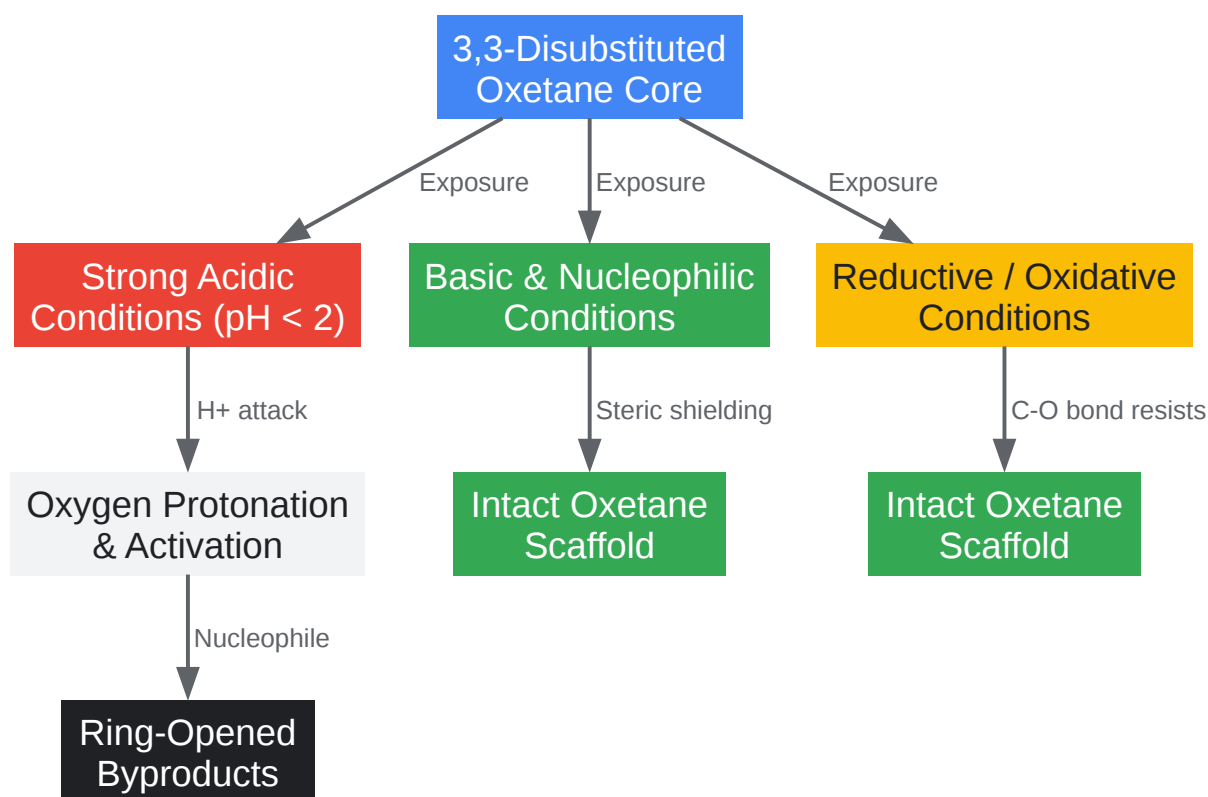 3,3-Disubstituted
Oxetane Core
Exposure
Exposure
Exposure
Strong Acidic
Conditions (pH < 2)
Basic & Nucleophilic
Conditions
Reductive / Oxidative
Conditions
H+ attack
Steric shielding
C-O bond resists
Oxygen Protonation
& Activation
Intact Oxetane
Scaffold
Intact Oxetane
Scaffold
Nucleophile
Ring-Opened
Byproducts